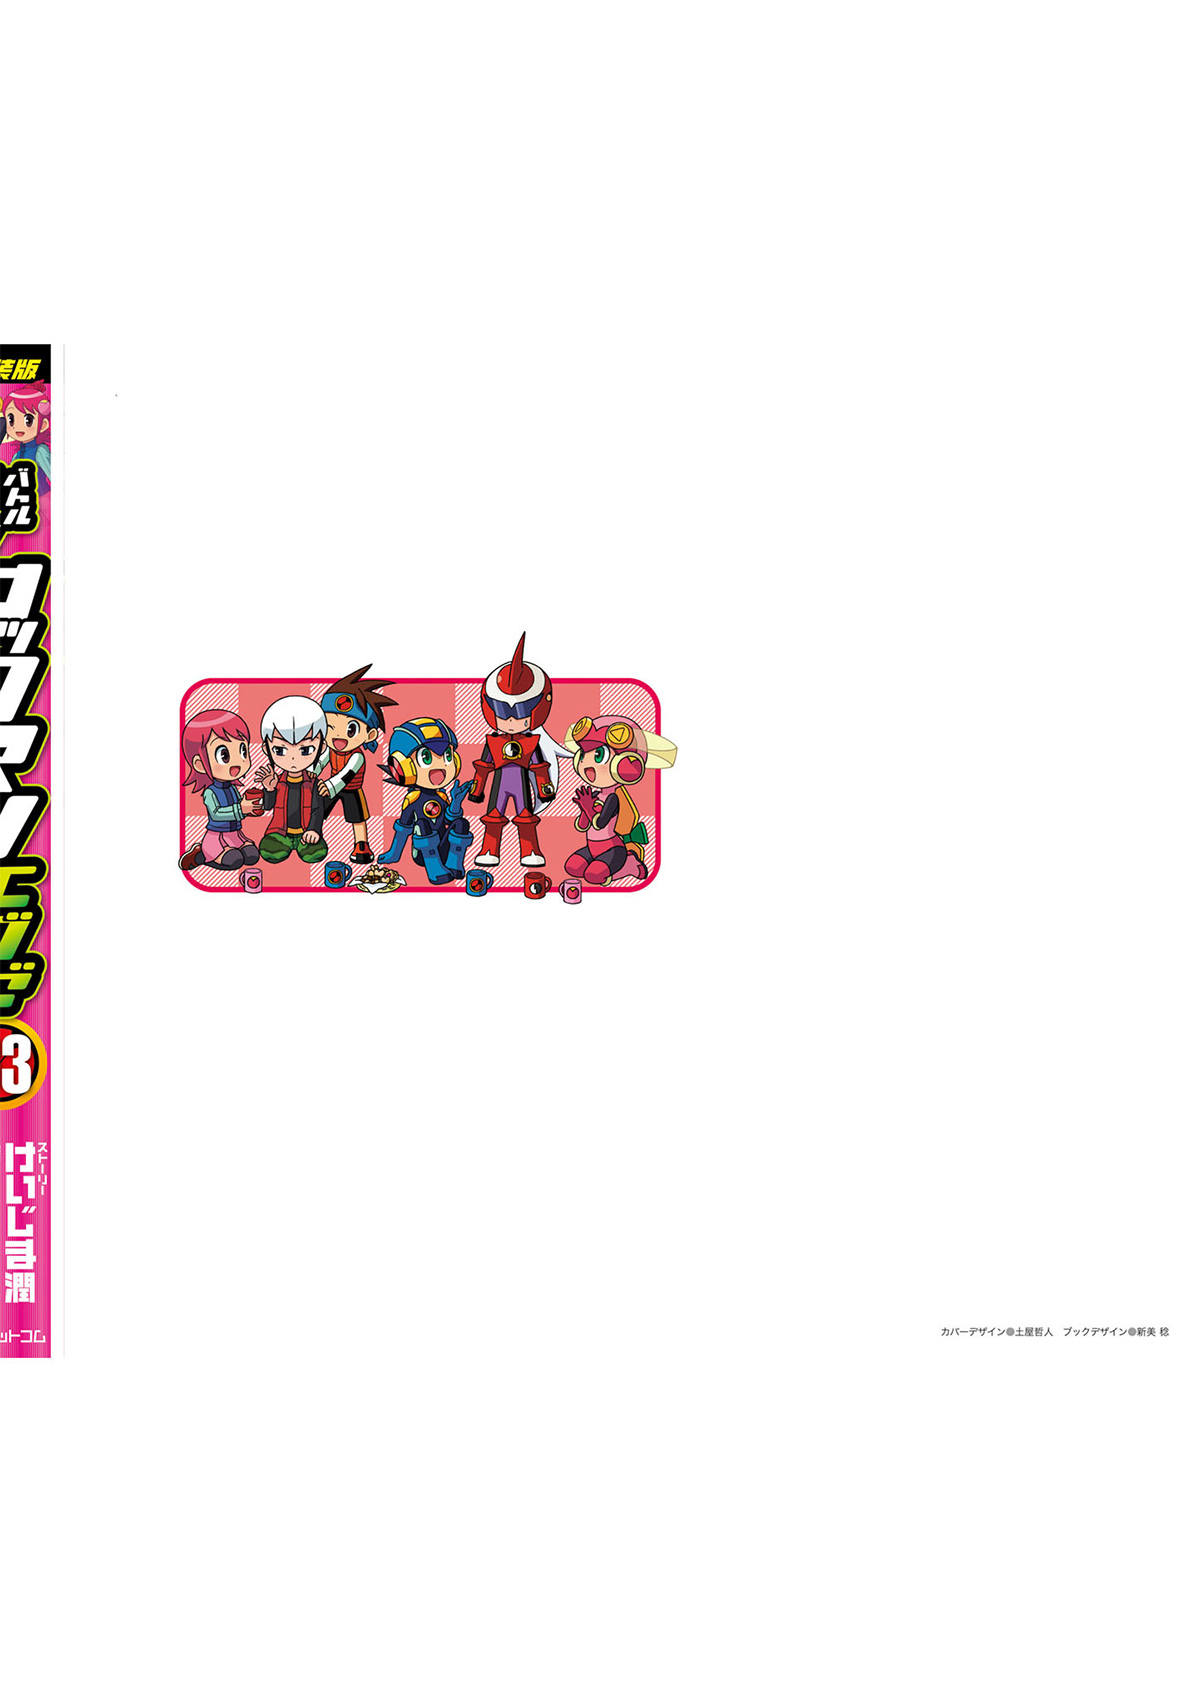 装版
バトル
ロックマン
エグゼ
3
ストーリー
けいじま潤
ットコム
カバーデザイン●土屋哲人　ブックデザイン●新美 稔